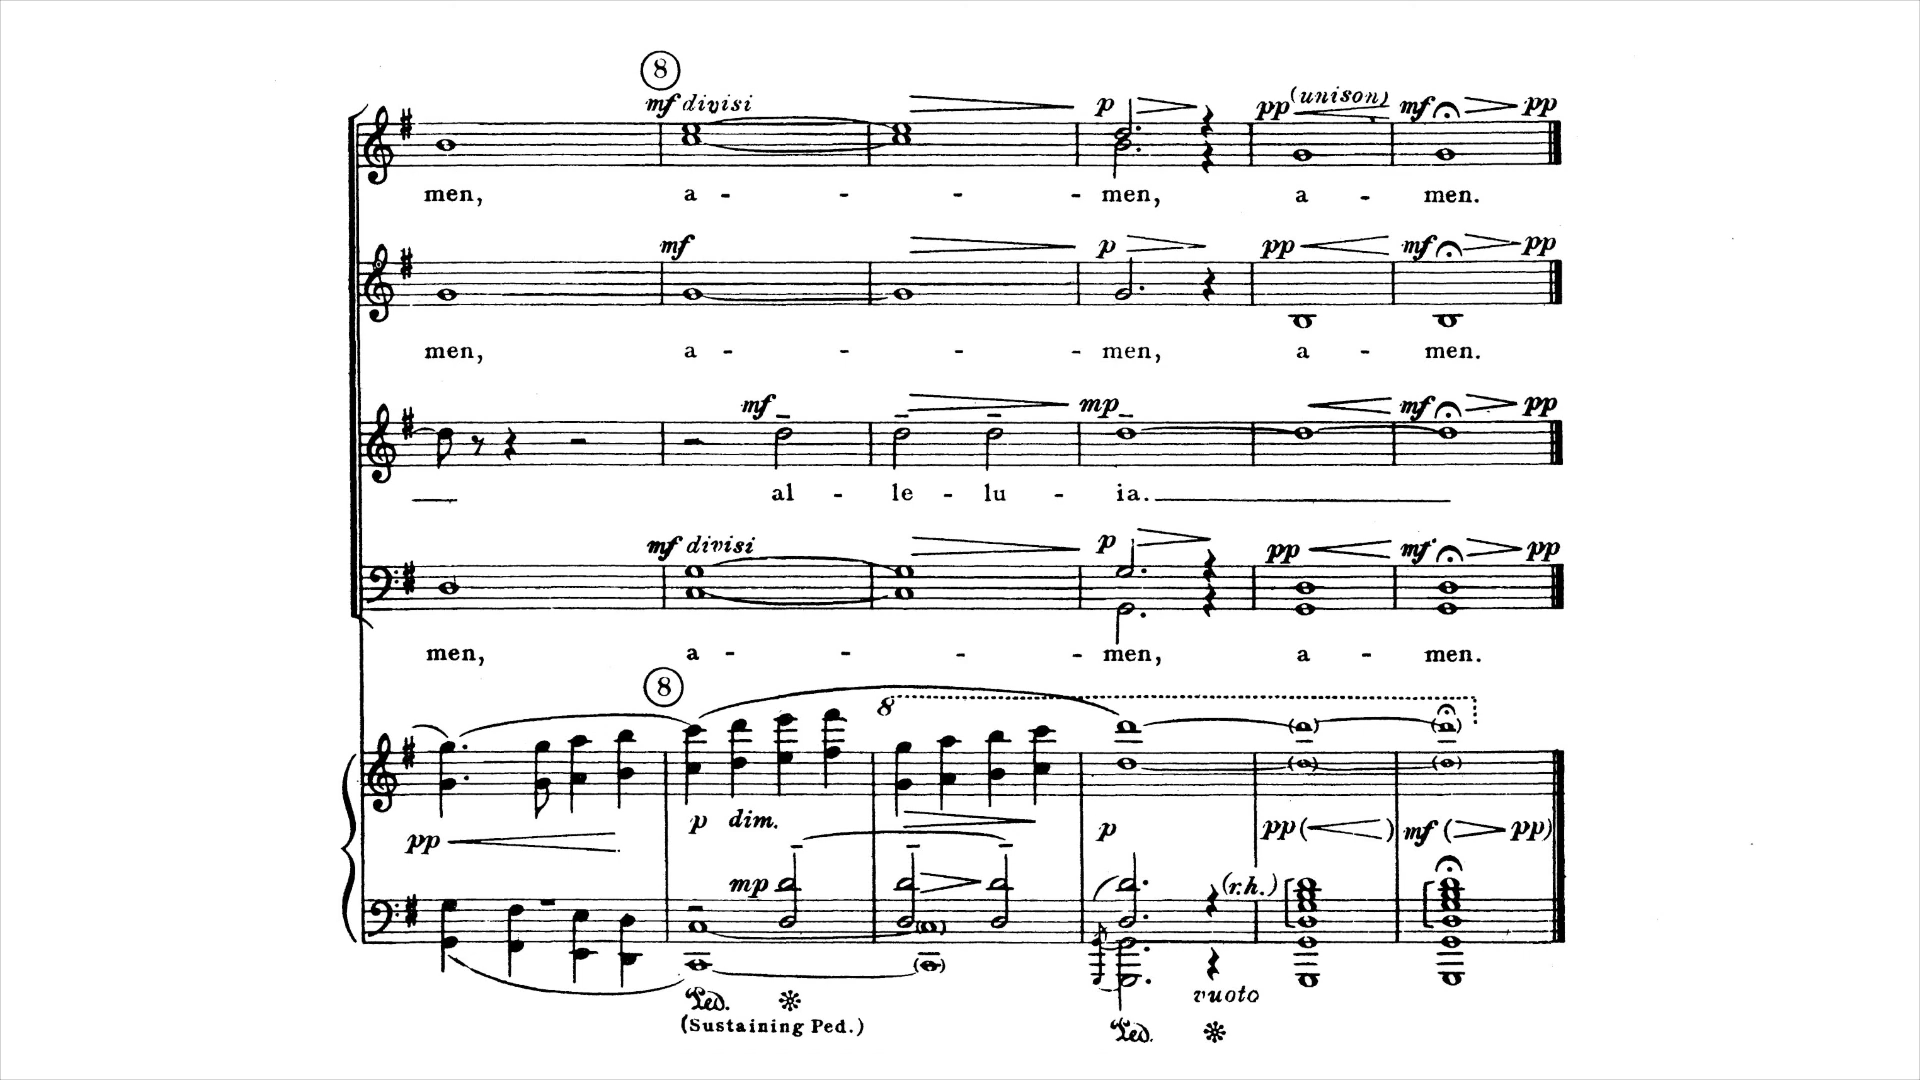 8
mf divisi p pp (unison) mf pp
men, a - - - - men, a - men.
mf p pp mf pp
men, a - - - - men, a - men.
mf mp mf pp
al - le - lu - ia.
mf divisi p pp mf pp
men, a - - - - men, a - men.
8
8
pp p dim. p pp ( ) mf ( pp)
mp (r.h.)
Ped. vuoto
(Sustaining Ped.)
Ped.